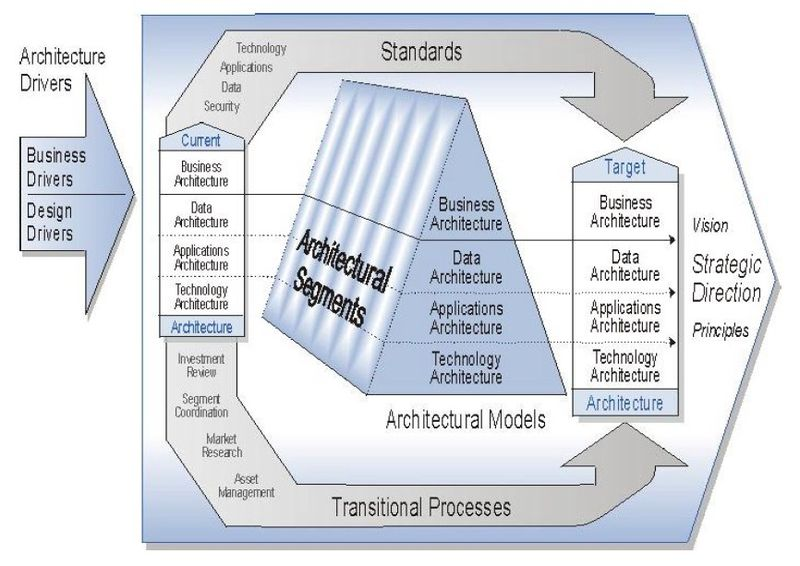 Architecture
Drivers
Business
Drivers
Design
Drivers
Technology
Applications
Data
Security
Standards
Current
Business
Architecture
Data
Architecture
Applications
Architecture
Technology
Architecture
Architecture
Architectural
Segments
Business
Architecture
Data
Architecture
Applications
Architecture
Technology
Architecture
Architectural Models
Target
Business
Architecture
Data
Architecture
Applications
Architecture
Technology
Architecture
Architecture
Vision
Strategic
Direction
Principles
Investment
Review
Segment
Coordination
Market
Research
Asset
Management
Transitional Processes